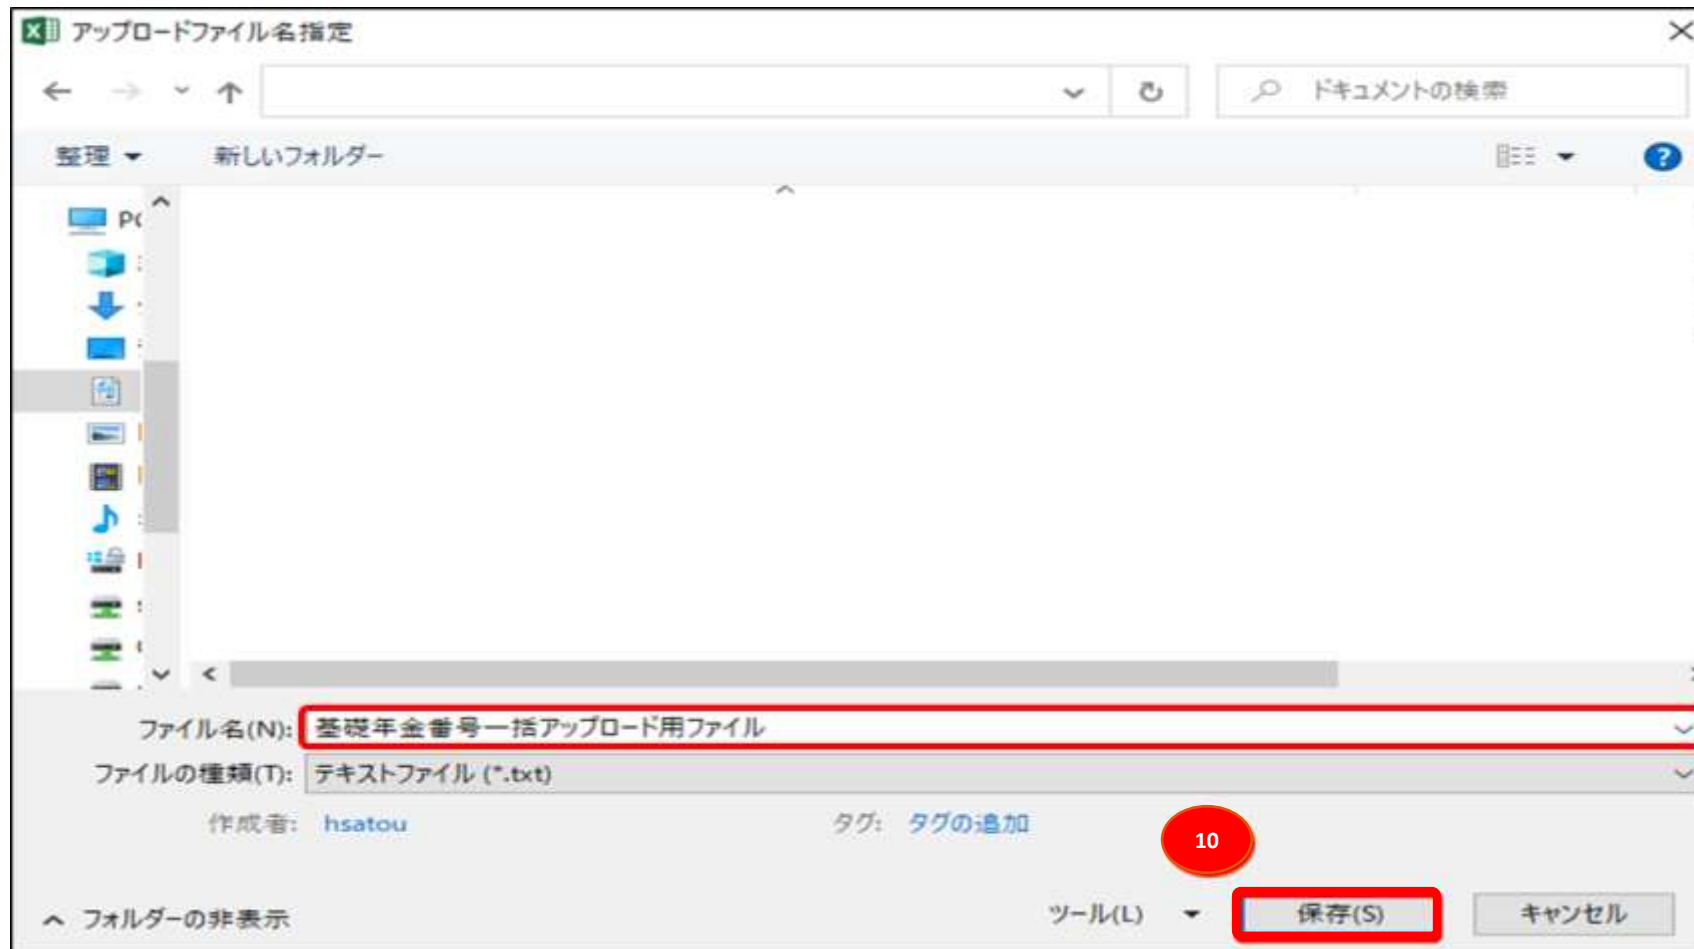 アップロードファイル名指定
ドキュメントの検索
整理
新しいフォルダー
ファイル名(N): 基礎年金番号一括アップロード用ファイル
ファイルの種類(T): テキストファイル (*.txt)
作成者: hsatou タグ: タグの追加
10
フォルダーの非表示 ツール(L) 保存(S) キャンセル